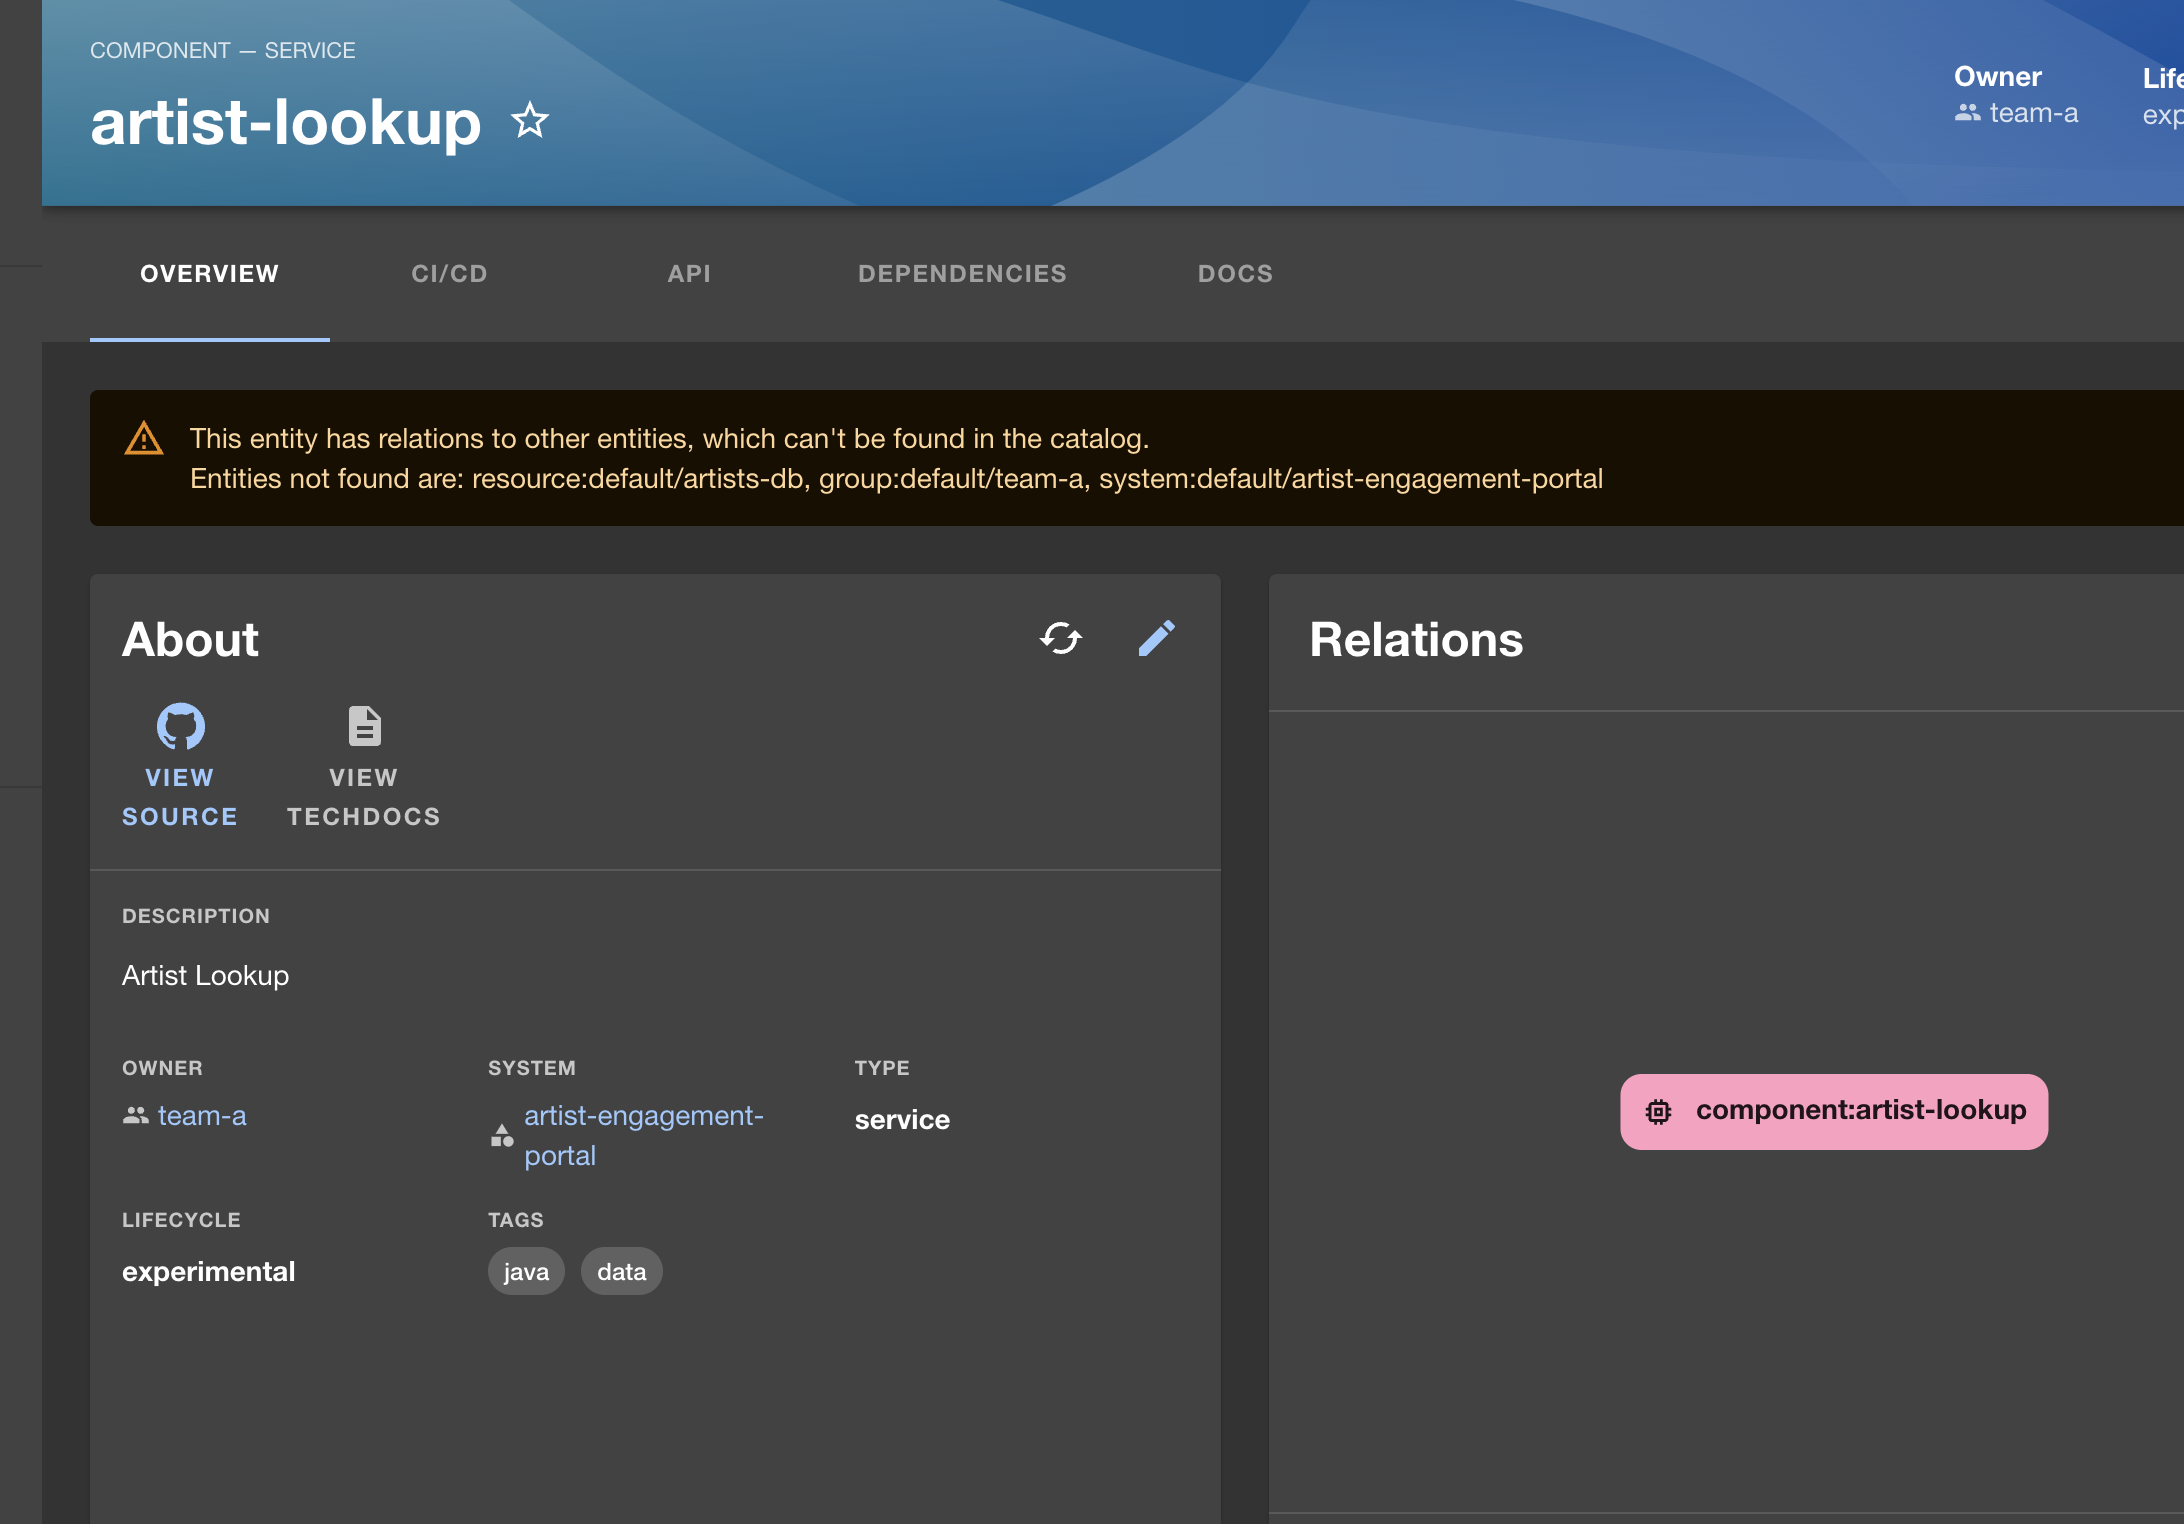 COMPONENT — SERVICE
artist-lookup
Owner
team-a
OVERVIEW
CI/CD
API
DEPENDENCIES
DOCS
This entity has relations to other entities, which can't be found in the catalog.
Entities not found are: resource:default/artists-db, group:default/team-a, system:default/artist-engagement-portal
About
VIEW
SOURCE
VIEW
TECHDOCS
DESCRIPTION
Artist Lookup
OWNER
team-a
SYSTEM
artist-engagement-
portal
TYPE
service
LIFECYCLE
experimental
TAGS
java
data
Relations
component:artist-lookup